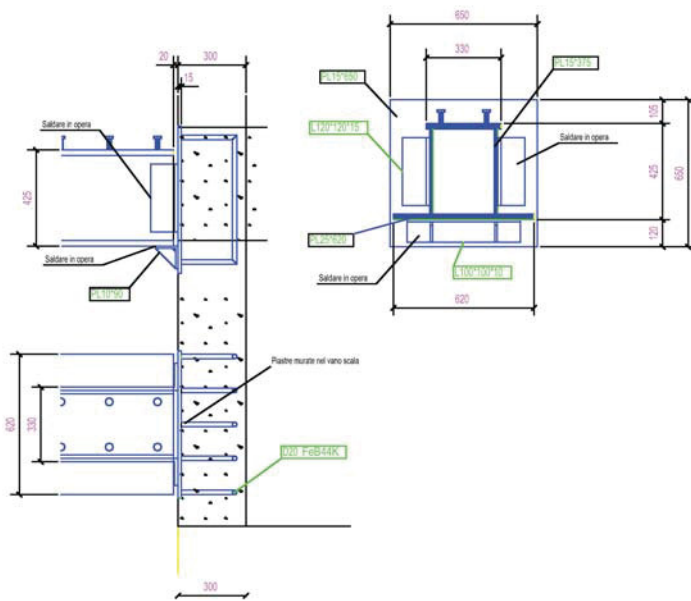 650
20
300
330
15
PL15*650
PL15*375
105
Saldare in opera
L120*120*15
Saldare in opera
425
425
650
PL25*620
120
Saldare in opera
Saldare in opera
L100*100*10
PL10*90
620
Piastre murate nel vano scala
620
330
D20 FeB44K
300